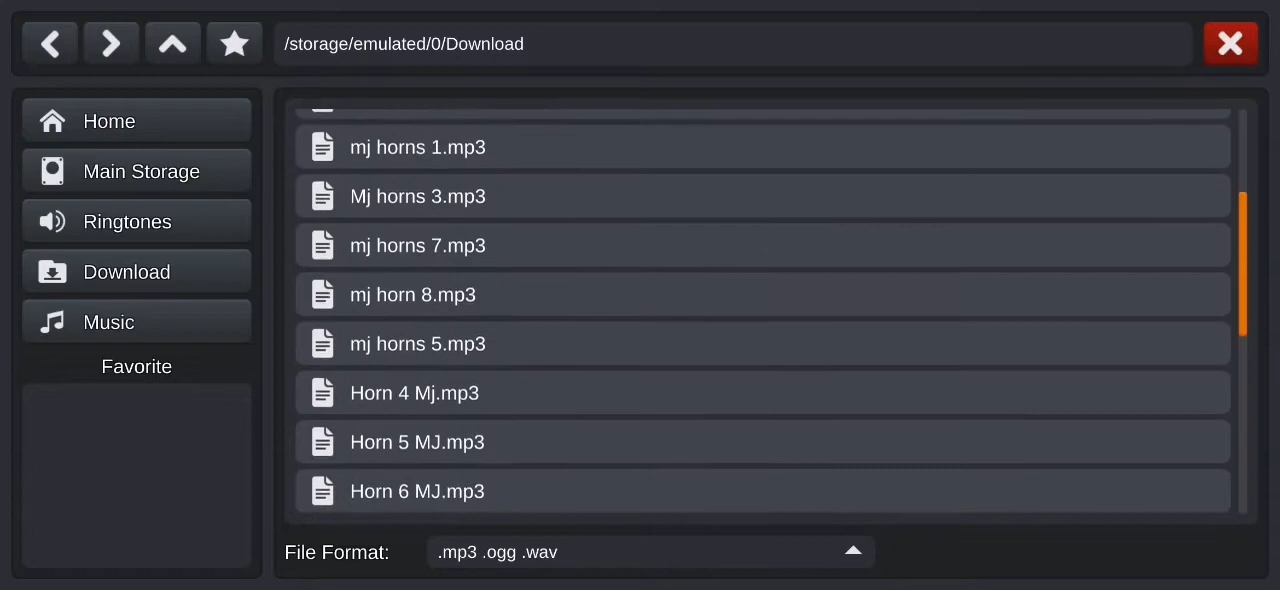 /storage/emulated/0/Download
Home
Main Storage
Ringtones
Download
Music
Favorite
mj horns 1.mp3
Mj horns 3.mp3
mj horns 7.mp3
mj horn 8.mp3
mj horns 5.mp3
Horn 4 Mj.mp3
Horn 5 MJ.mp3
Horn 6 MJ.mp3
File Format: .mp3 .ogg .wav